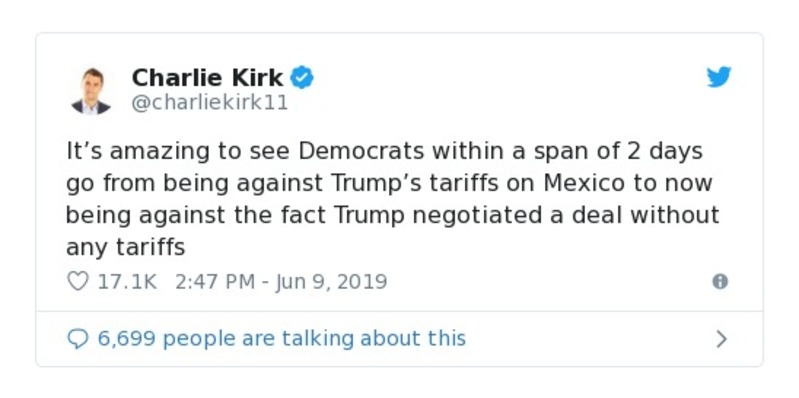 Charlie Kirk
@charliekirk11
It’s amazing to see Democrats within a span of 2 days
go from being against Trump’s tariffs on Mexico to now
being against the fact Trump negotiated a deal without
any tariffs
17.1K 2:47 PM - Jun 9, 2019
6,699 people are talking about this